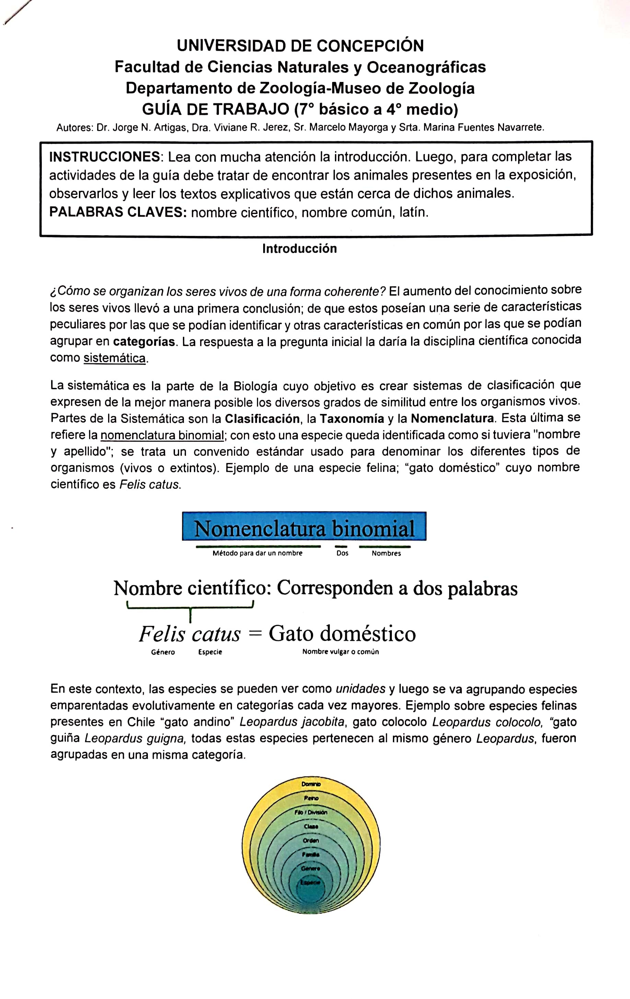 UNIVERSIDAD DE CONCEPCIÓN
Facultad de Ciencias Naturales y Oceanográficas
Departamento de Zoología-Museo de Zoología
GUÍA DE TRABAJO (7º básico a 4º medio)
Autores: Dr. Jorge N. Artigas, Dra. Viviane R. Jerez, Sr. Marcelo Mayorga y Srta. Marina Fuentes Navarrete.
INSTRUCCIONES: Lea con mucha atención la introducción. Luego, para completar las
actividades de la guía debe tratar de encontrar los animales presentes en la exposición,
observarlos y leer los textos explicativos que están cerca de dichos animales.
PALABRAS CLAVES: nombre científico, nombre común, latín.
Introducción
¿Cómo se organizan los seres vivos de una forma coherente? El aumento del conocimiento sobre
los seres vivos llevó a una primera conclusión; de que estos poseían una serie de características
peculiares por las que se podían identificar y otras características en común por las que se podían
agrupar en categorías. La respuesta a la pregunta inicial la daría la disciplina científica conocida
como sistemática.
La sistemática es la parte de la Biología cuyo objetivo es crear sistemas de clasificación que
expresen de la mejor manera posible los diversos grados de similitud entre los organismos vivos.
Partes de la Sistemática son la Clasificación, la Taxonomía y la Nomenclatura. Esta última se
refiere la nomenclatura binomial; con esto una especie queda identificada como si tuviera "nombre
y apellido"; se trata un convenido estándar usado para denominar los diferentes tipos de
organismos (vivos o extintos). Ejemplo de una especie felina; “gato doméstico” cuyo nombre
científico es Felis catus.
Nomenclatura binomial
Método para dar un nombre Dos Nombres
Nombre científico: Corresponden a dos palabras
Felis catus = Gato doméstico
Género Especie Nombre vulgar o común
En este contexto, las especies se pueden ver como unidades y luego se va agrupando especies
emparentadas evolutivamente en categorías cada vez mayores. Ejemplo sobre especies felinas
presentes en Chile “gato andino” Leopardus jacobita, gato colocolo Leopardus colocolo, “gato
guiña Leopardus guigna, todas estas especies pertenecen al mismo género Leopardus, fueron
agrupadas en una misma categoría.
Dominio
Reino
Filo / División
Clase
Orden
Familia
Género
Especie